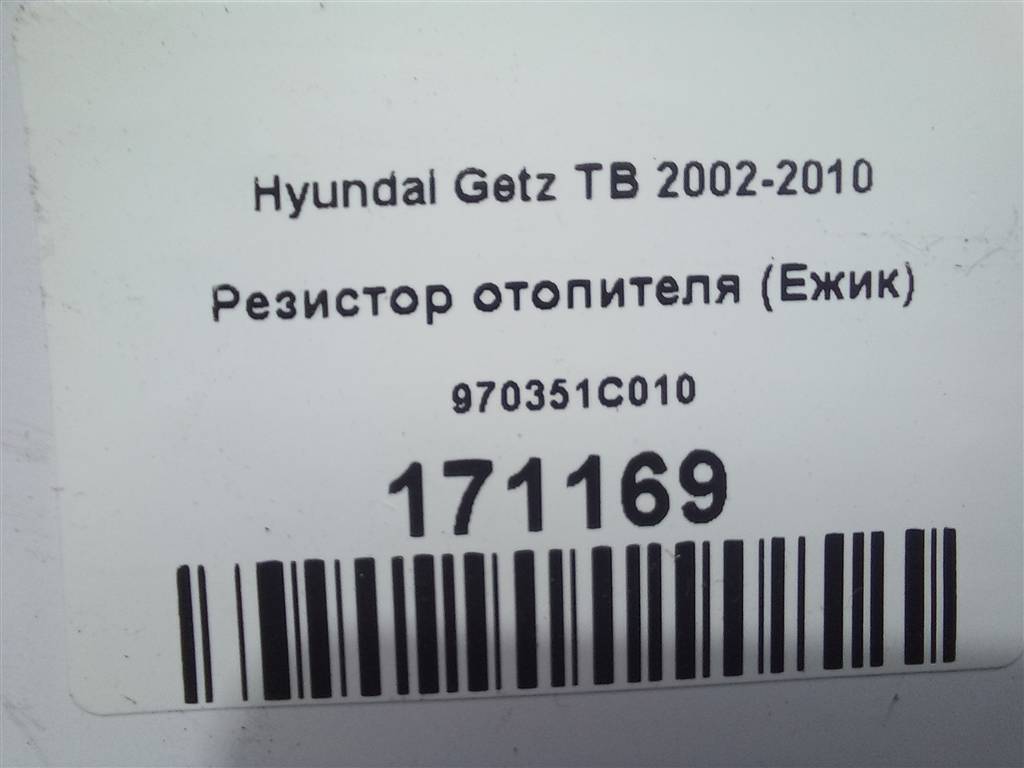 Hyundai Getz TB 2002-2010
Резистор отопителя (Ежик)
970351C010
171169